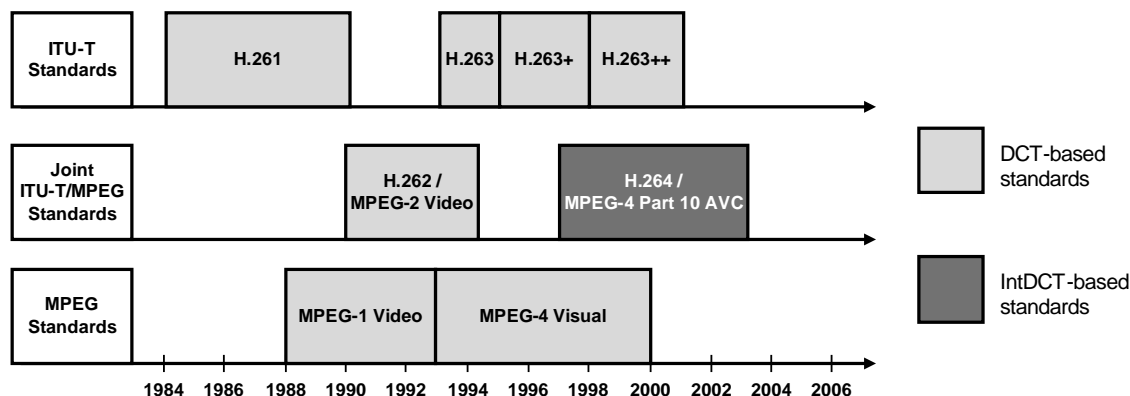 ITU-T
Standards
H.261
H.263
H.263+
H.263++
Joint
ITU-T/MPEG
Standards
H.262 /
MPEG-2 Video
H.264 /
MPEG-4 Part 10 AVC
MPEG
Standards
MPEG-1 Video
MPEG-4 Visual
1984 1986 1988 1990 1992 1994 1996 1998 2000 2002 2004 2006
DCT-based
standards
IntDCT-based
standards